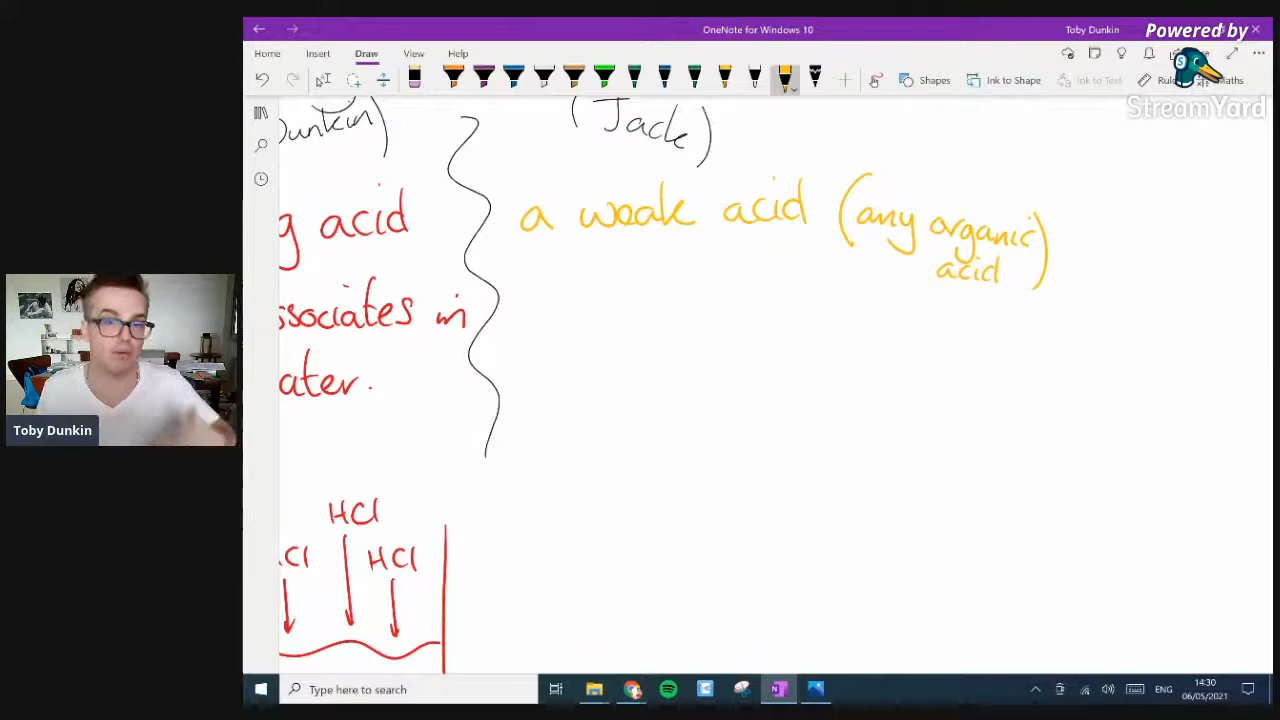 OneNote for Windows 10
Toby Dunkin
Powered by
StreamYard
Home Insert Draw View Help
Shapes
Ink to Shape
Ink to Text
Maths
Dunkin)
(Jack)
g acid
ssociates in
ater.
a weak acid (any organic
acid)
HCl
Cl HCl
Toby Dunkin
Type here to search
ENG
14:30
06/05/2021